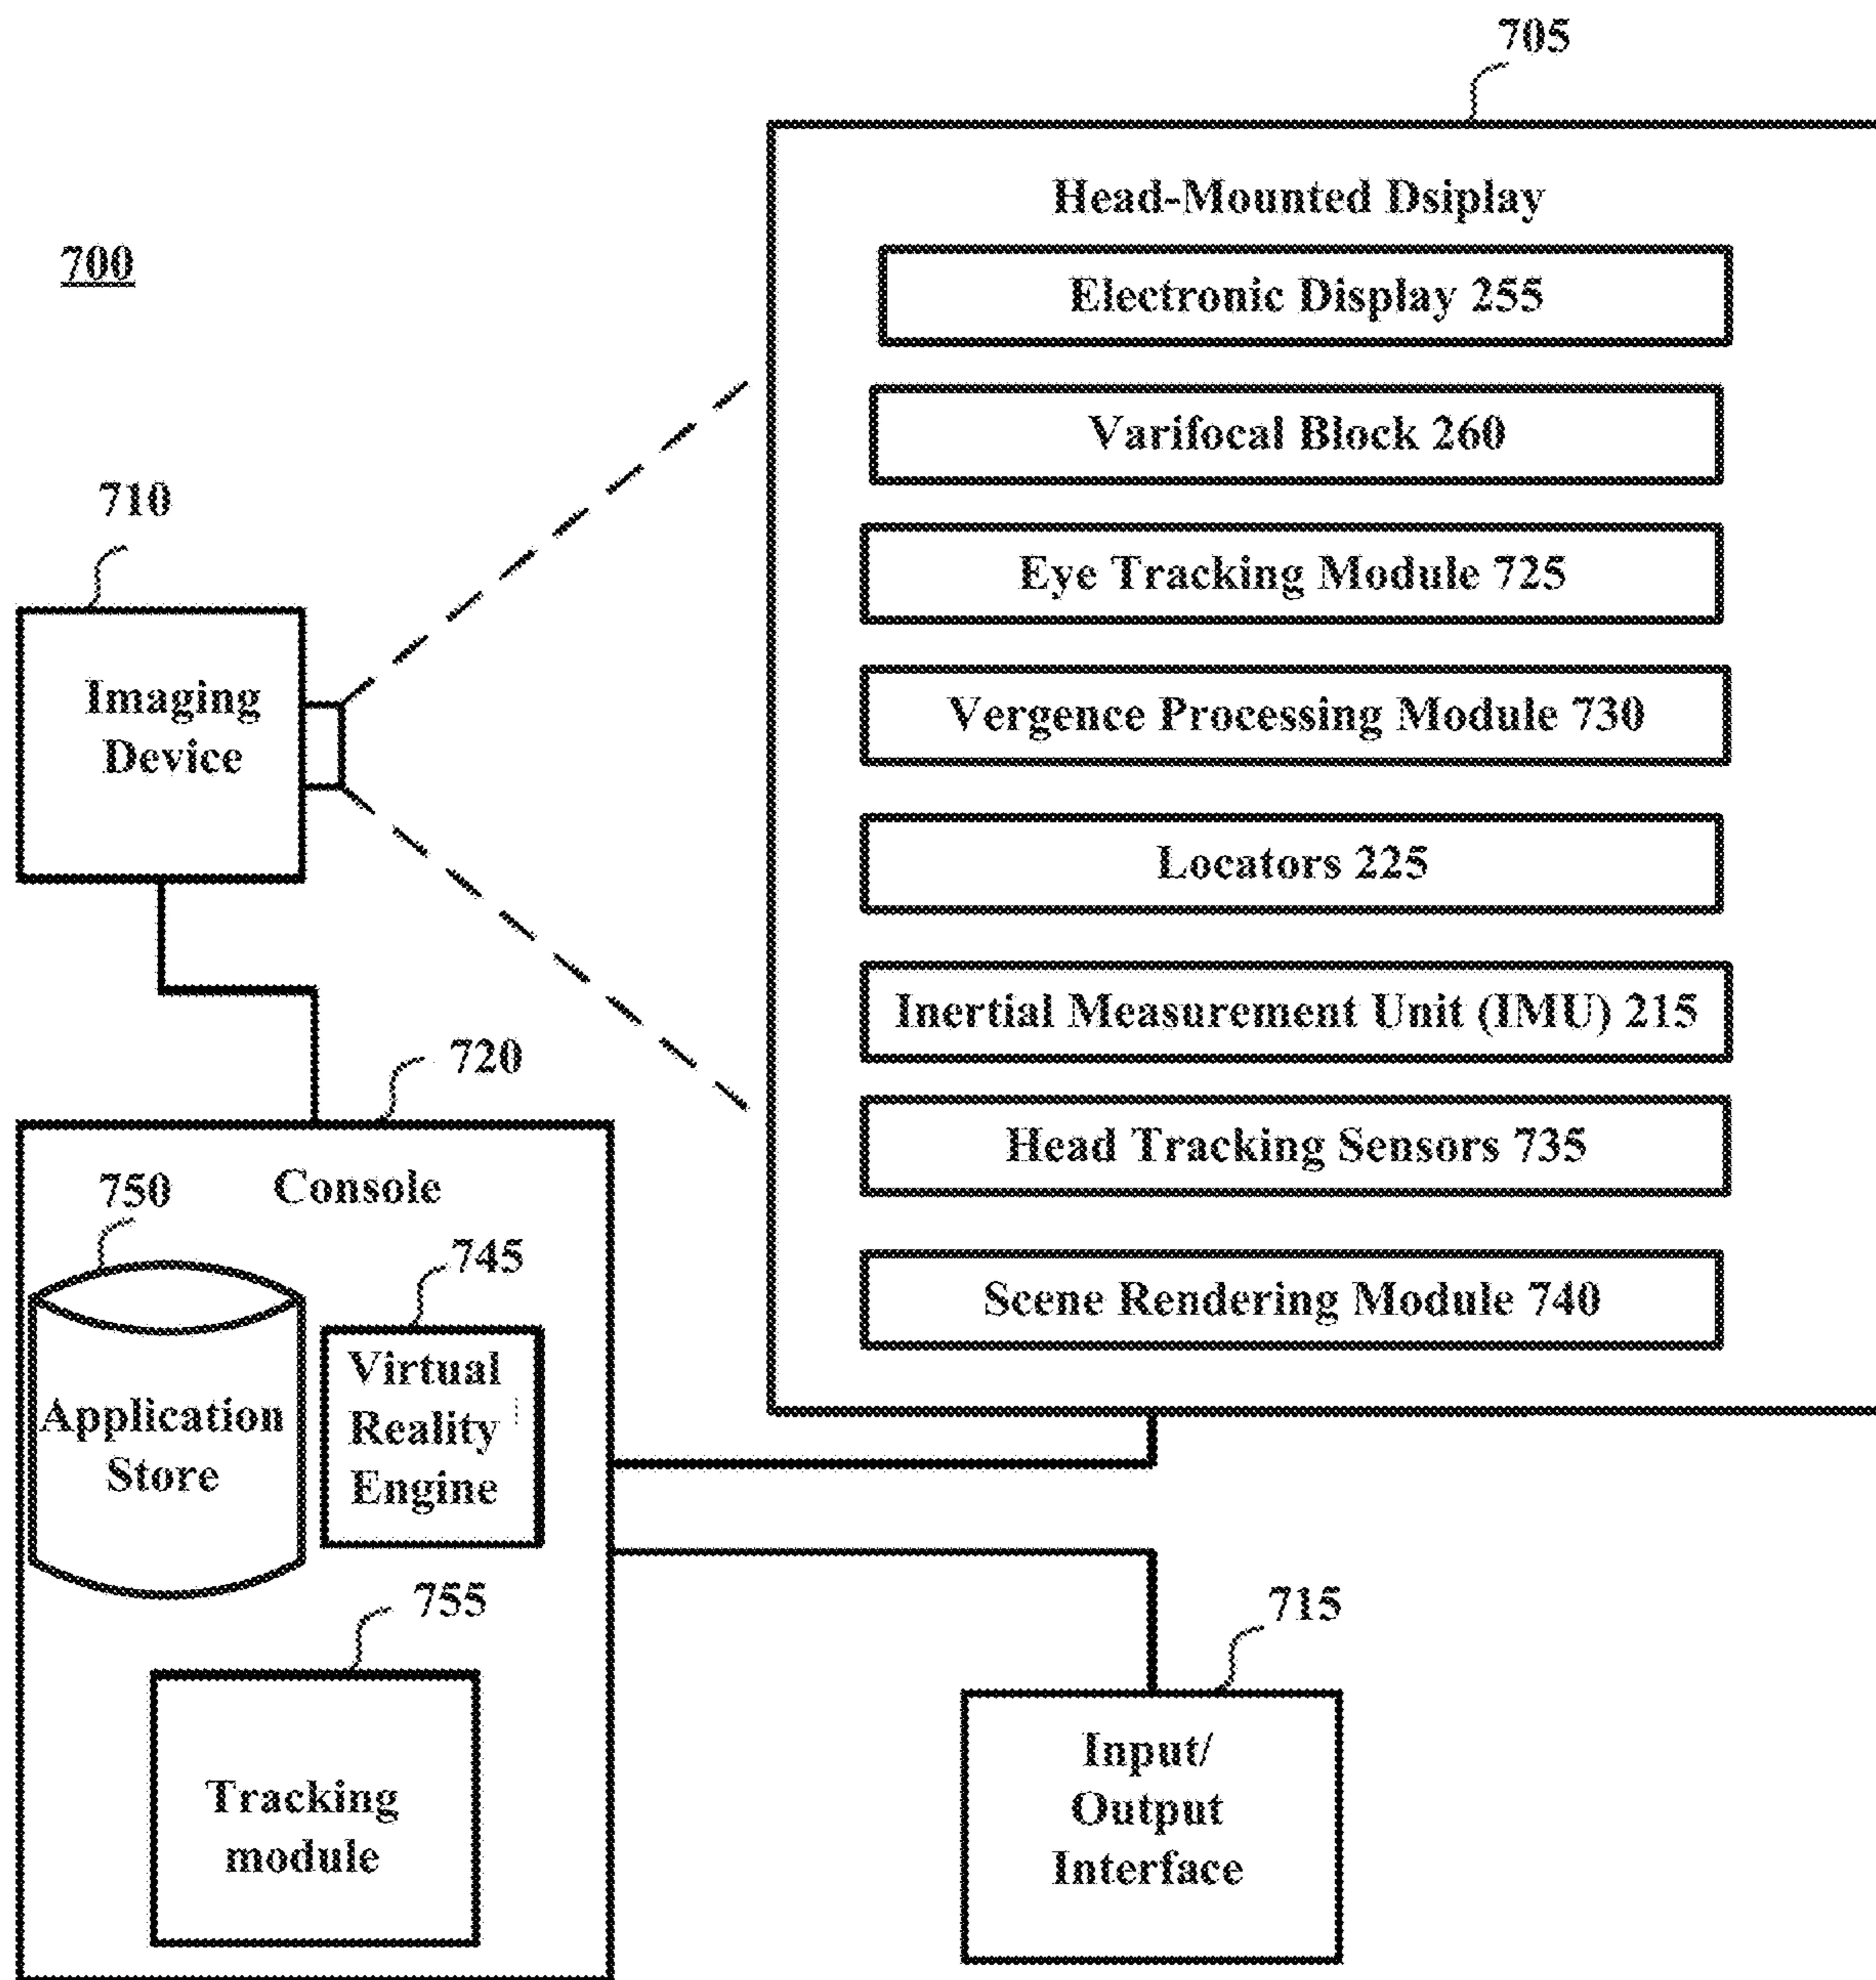 705
Head-Mounted Dsiplay
700
Electronic Display 255
Varifocal Block 260
710
Eye Tracking Module 725
Imaging
Device
Vergence Processing Module 730
Locators 225
Inertial Measurement Unit (IMU) 215
720
Head Tracking Sensors 735
Console
750
745
Scene Rendering Module 740
Virtual
Reality
Engine
Application
Store
755
715
Tracking
module
Input/
Output
Interface